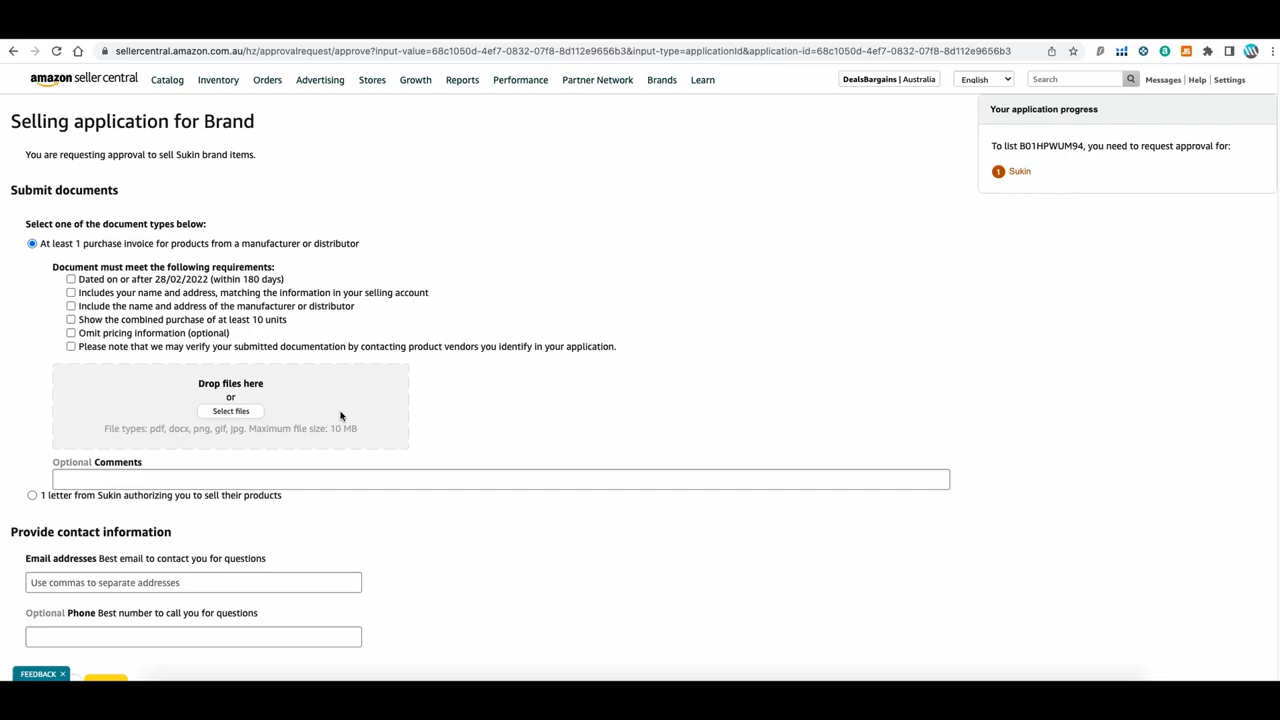 sellercentral.amazon.com.au/hz/approvalrequest/approve?input-value=68c1050d-4ef7-0832-07f8-8d112e9656b3&input-type=applicationId&application-id=68c1050d-4ef7-0832-07f8-8d112e9656b3
amazon seller central Catalog Inventory Orders Advertising Stores Growth Reports Performance Partner Network Brands Learn DealsBargains | Australia English Search Messages | Help | Settings
Selling application for Brand
You are requesting approval to sell Sukin brand items.
Your application progress
To list B01HPWUM94, you need to request approval for:
1 Sukin
Submit documents
Select one of the document types below:
At least 1 purchase invoice for products from a manufacturer or distributor
Document must meet the following requirements:
Dated on or after 28/02/2022 (within 180 days)
Includes your name and address, matching the information in your selling account
Include the name and address of the manufacturer or distributor
Show the combined purchase of at least 10 units
Omit pricing information (optional)
Please note that we may verify your submitted documentation by contacting product vendors you identify in your application.
Drop files here
or
Select files
File types: pdf, docx, png, gif, jpg. Maximum file size: 10 MB
Optional Comments
1 letter from Sukin authorizing you to sell their products
Provide contact information
Email addresses Best email to contact you for questions
Use commas to separate addresses
Optional Phone Best number to call you for questions
FEEDBACK ×